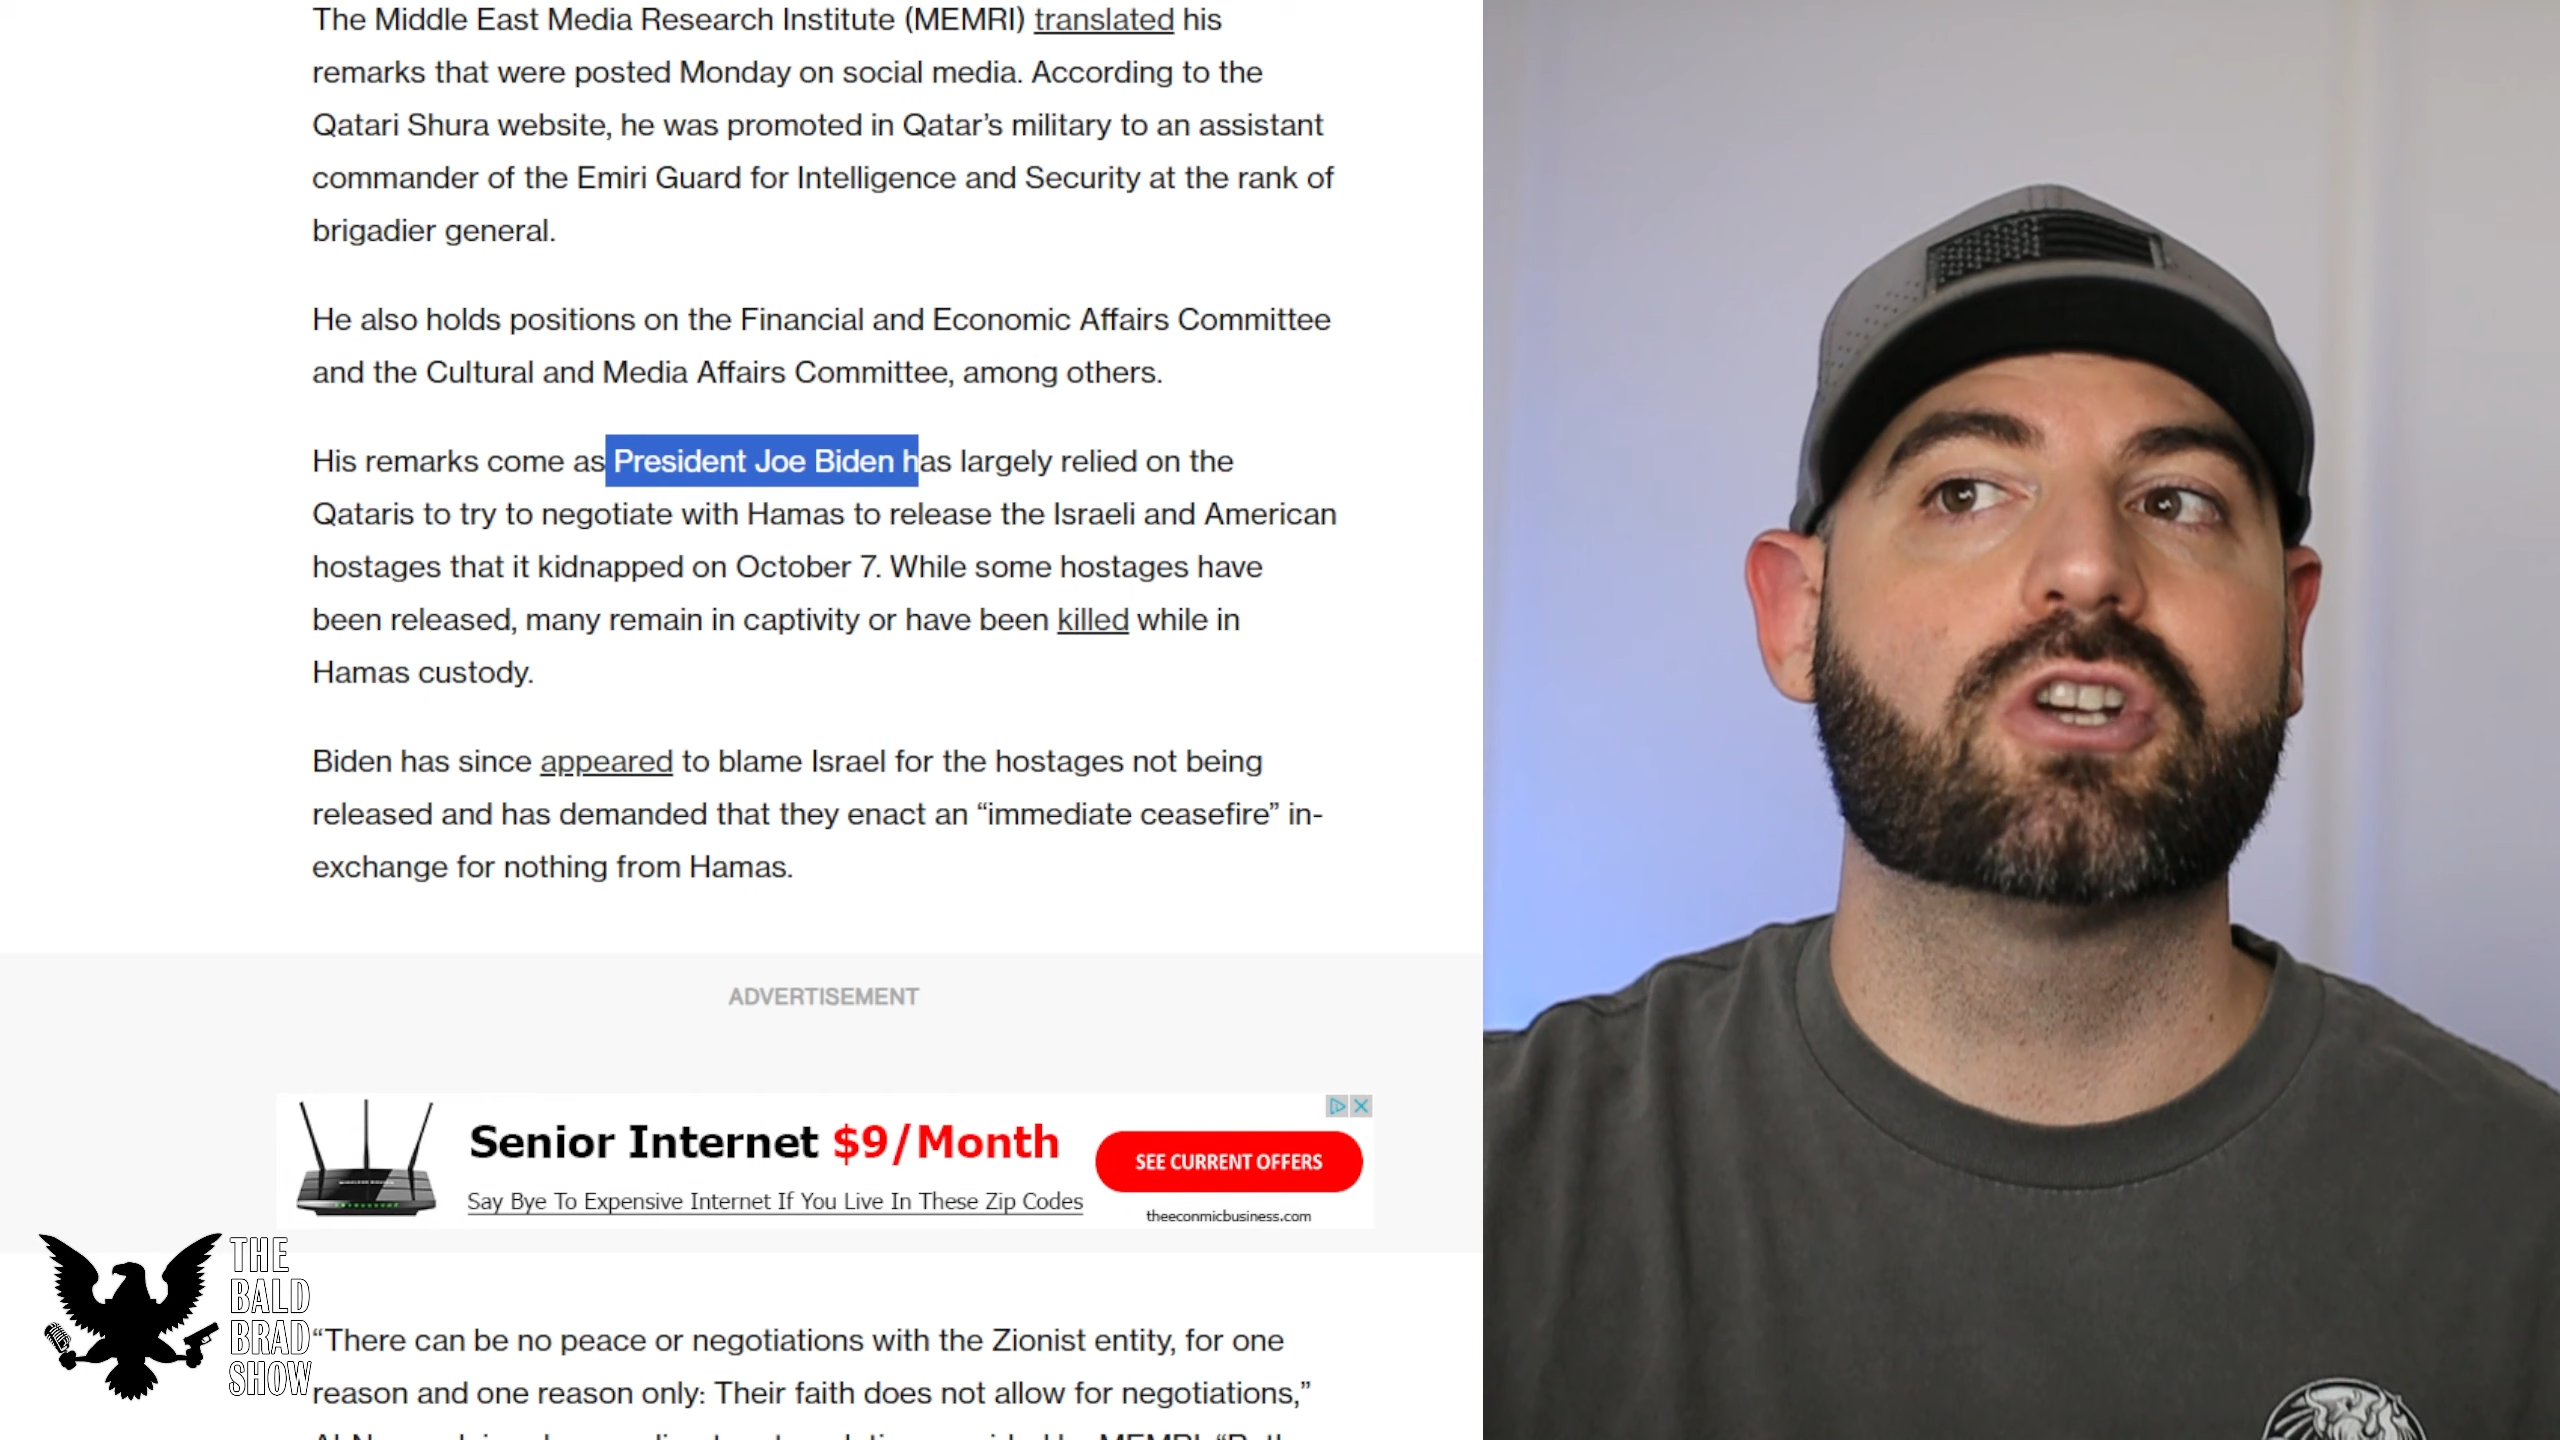 The Middle East Media Research Institute (MEMRI) translated his
remarks that were posted Monday on social media. According to the
Qatari Shura website, he was promoted in Qatar’s military to an assistant
commander of the Emiri Guard for Intelligence and Security at the rank of
brigadier general.
He also holds positions on the Financial and Economic Affairs Committee
and the Cultural and Media Affairs Committee, among others.
His remarks come as President Joe Biden has largely relied on the
Qataris to try to negotiate with Hamas to release the Israeli and American
hostages that it kidnapped on October 7. While some hostages have
been released, many remain in captivity or have been killed while in
Hamas custody.
Biden has since appeared to blame Israel for the hostages not being
released and has demanded that they enact an “immediate ceasefire” in-
exchange for nothing from Hamas.
ADVERTISEMENT
Senior Internet $9/Month
Say Bye To Expensive Internet If You Live In These Zip Codes
SEE CURRENT OFFERS
theeconmicbusiness.com
THE
BALD
BRAD
SHOW
“There can be no peace or negotiations with the Zionist entity, for one
reason and one reason only: Their faith does not allow for negotiations,”